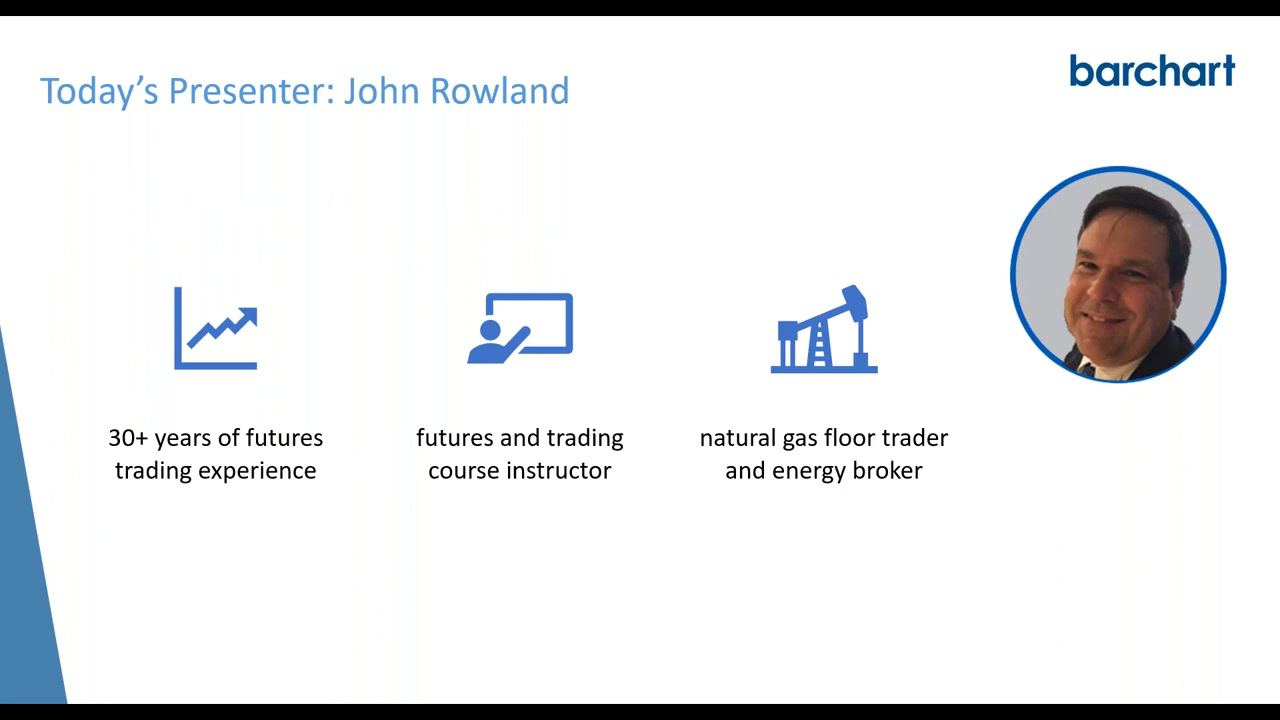 Today’s Presenter: John Rowland
barchart
30+ years of futures
trading experience
futures and trading
course instructor
natural gas floor trader
and energy broker